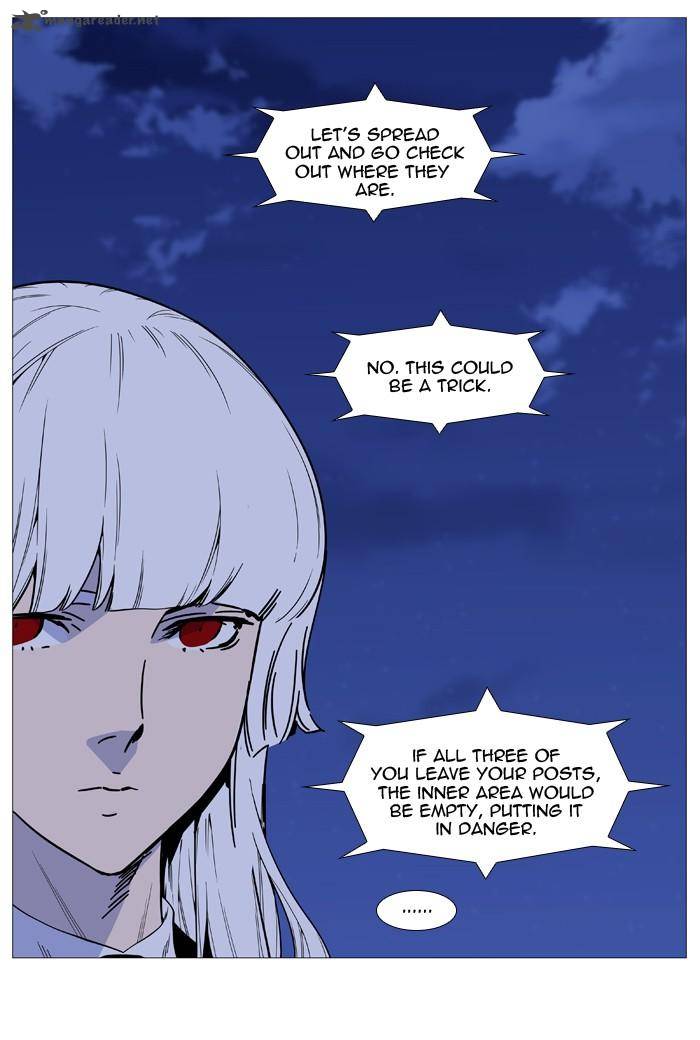 mangareader.net
LET'S SPREAD
OUT AND GO CHECK
OUT WHERE THEY
ARE.
NO. THIS COULD
BE A TRICK.
IF ALL THREE OF
YOU LEAVE YOUR POSTS,
THE INNER AREA WOULD
BE EMPTY, PUTTING IT
IN DANGER.
......